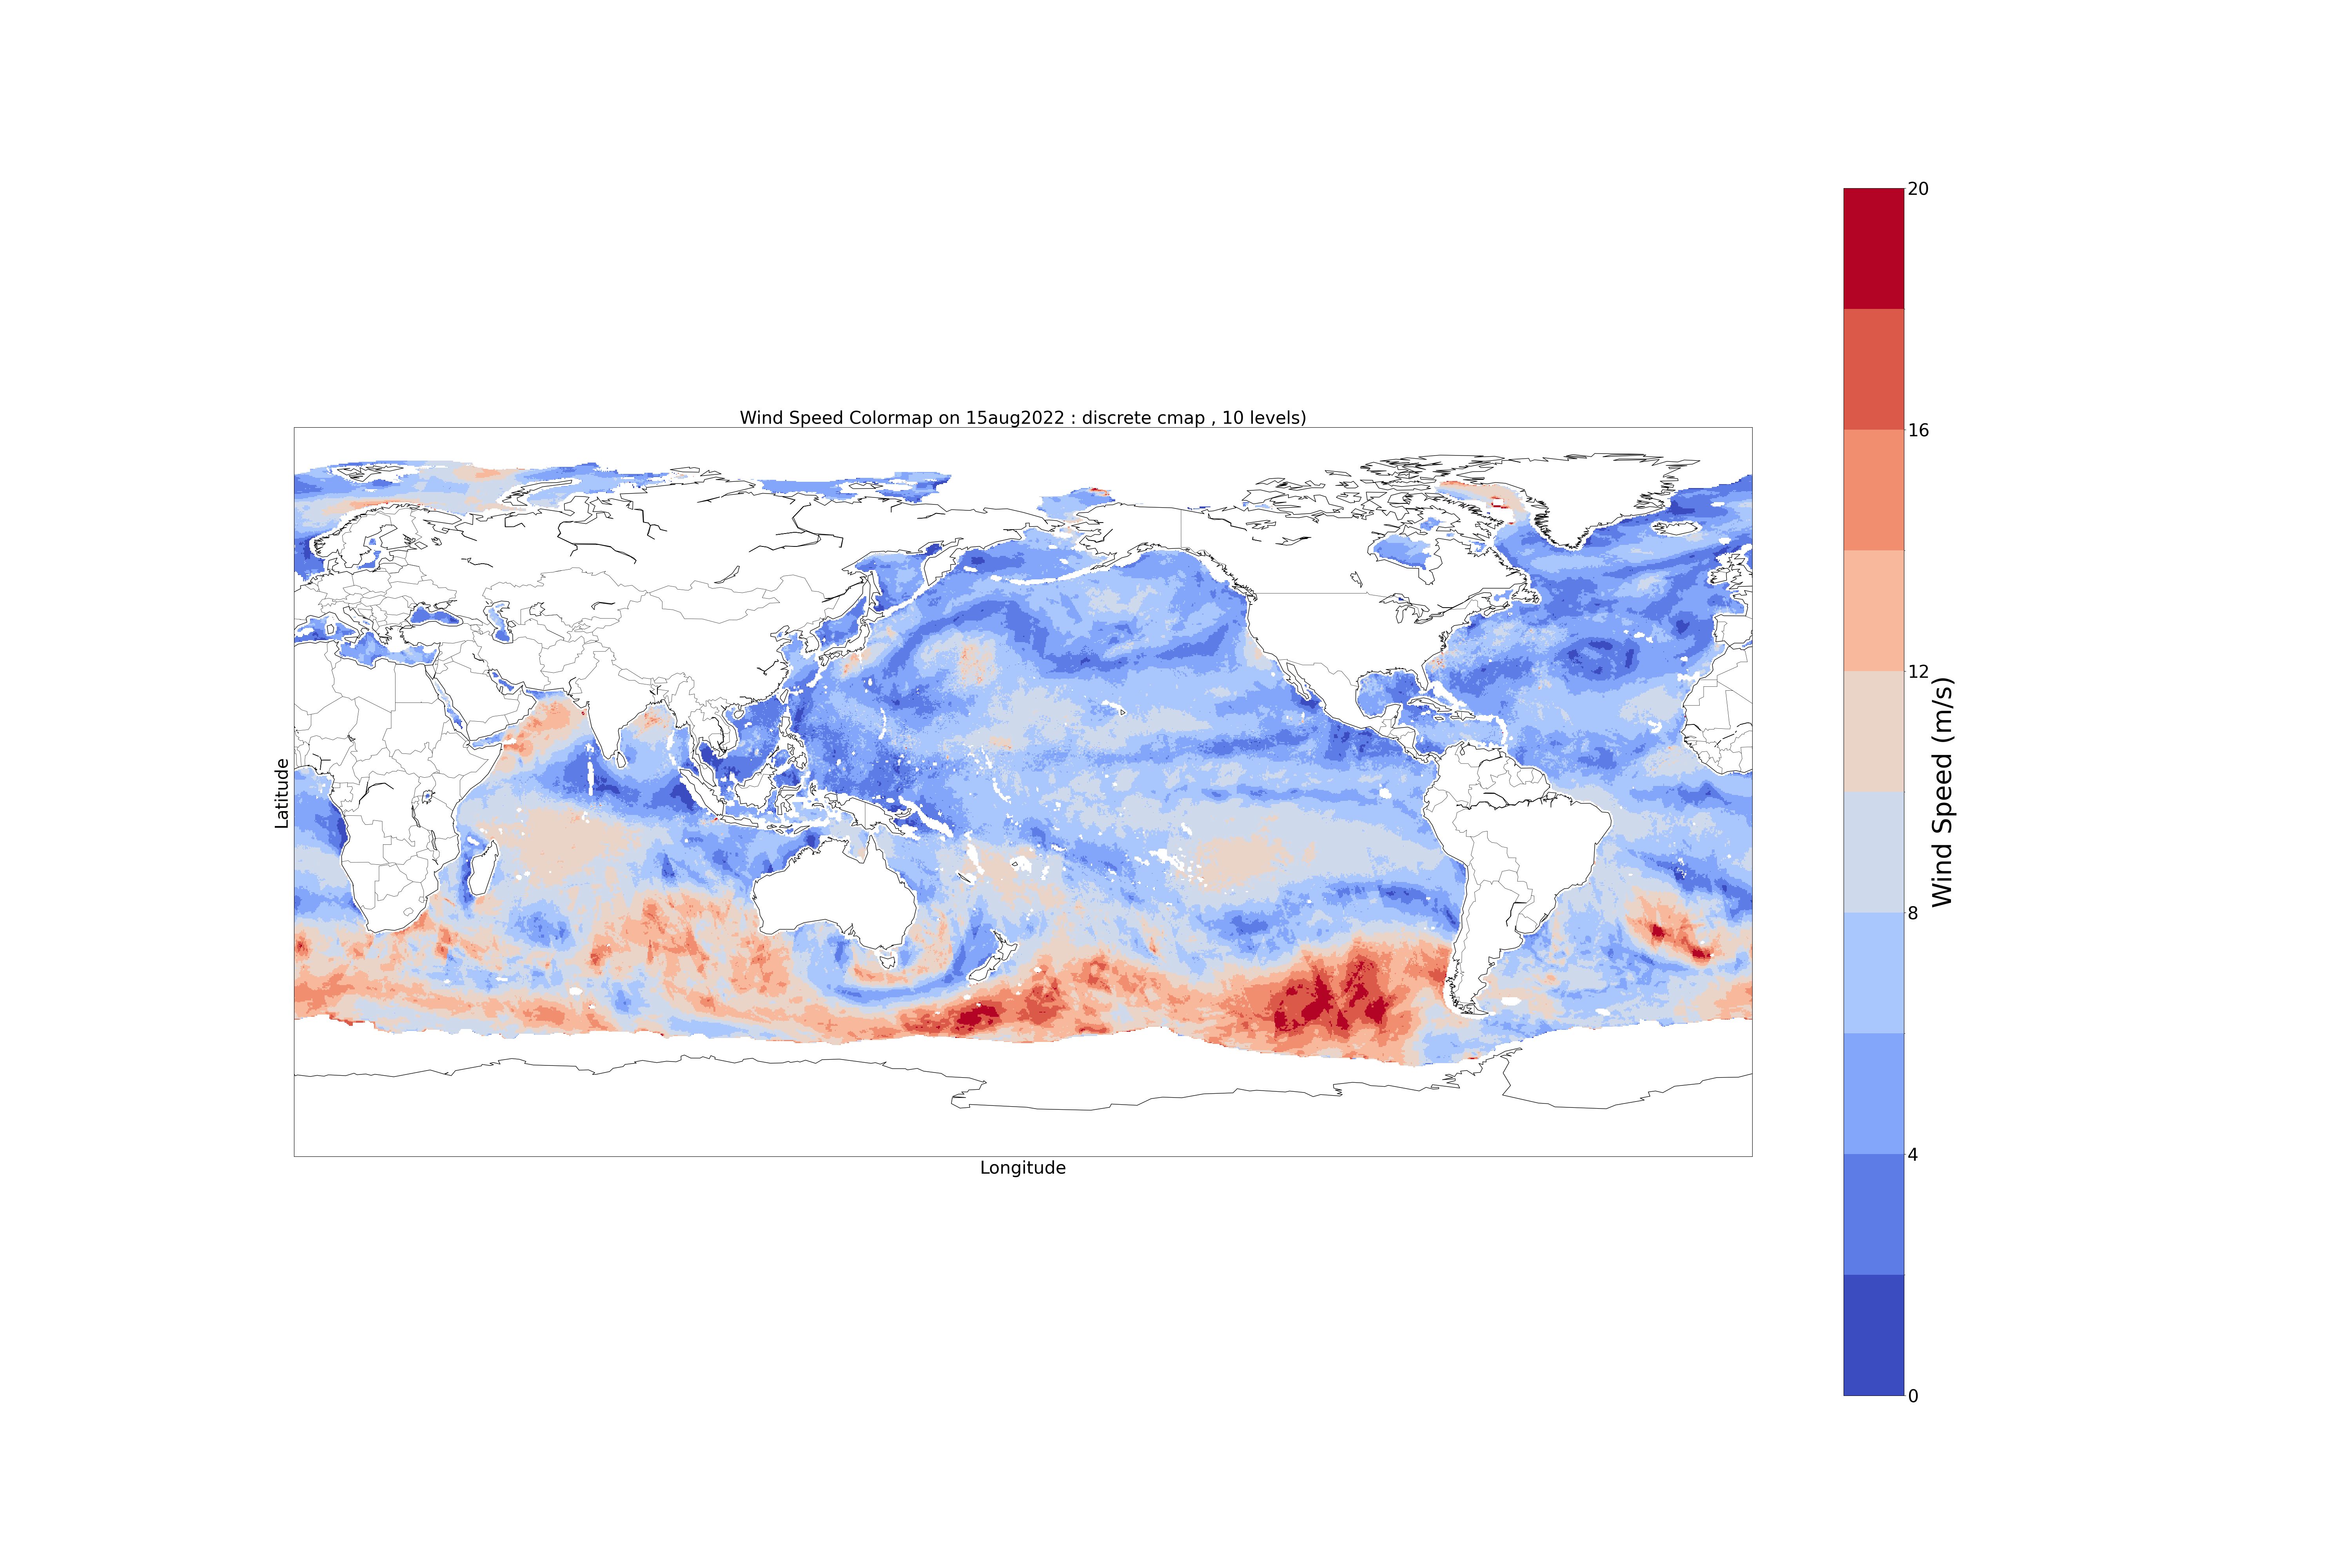 Wind Speed Colormap on 15aug2022 : discrete cmap , 10 levels)
Latitude
Longitude
20
16
12
8
4
0
Wind Speed (m/s)